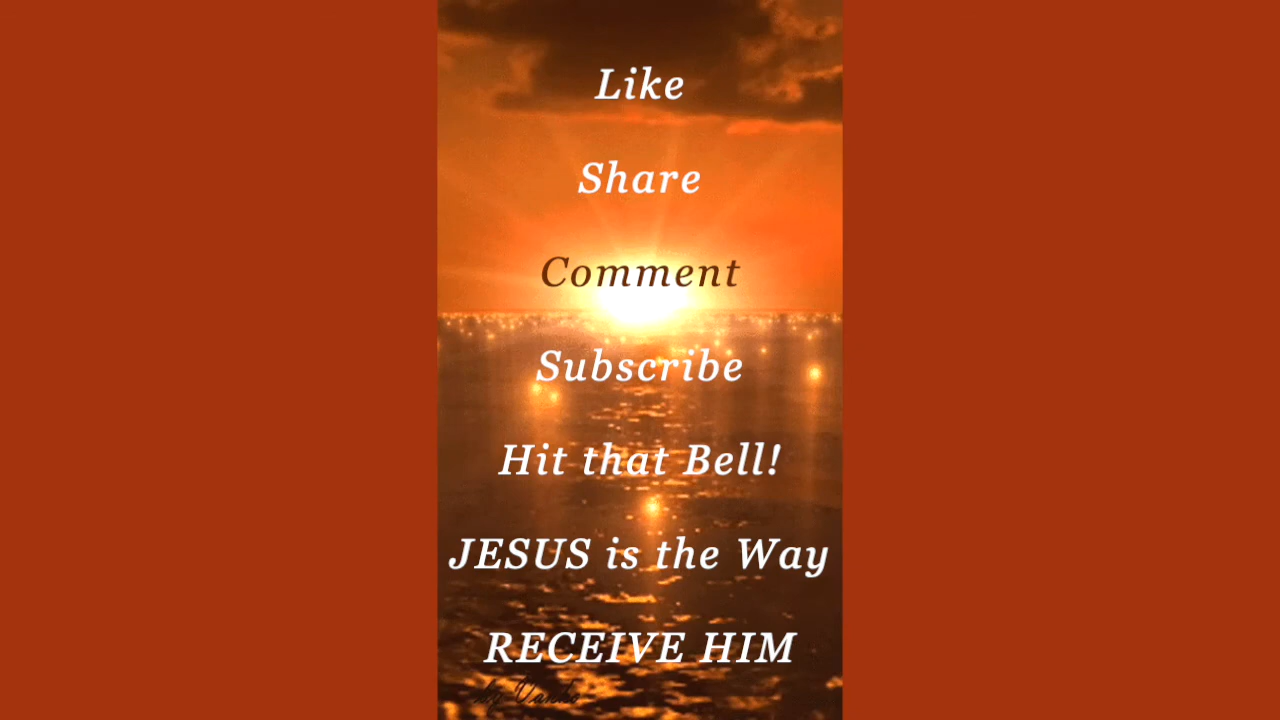 Like
Share
Comment
Subscribe
Hit that Bell!
JESUS is the Way
RECEIVE HIM